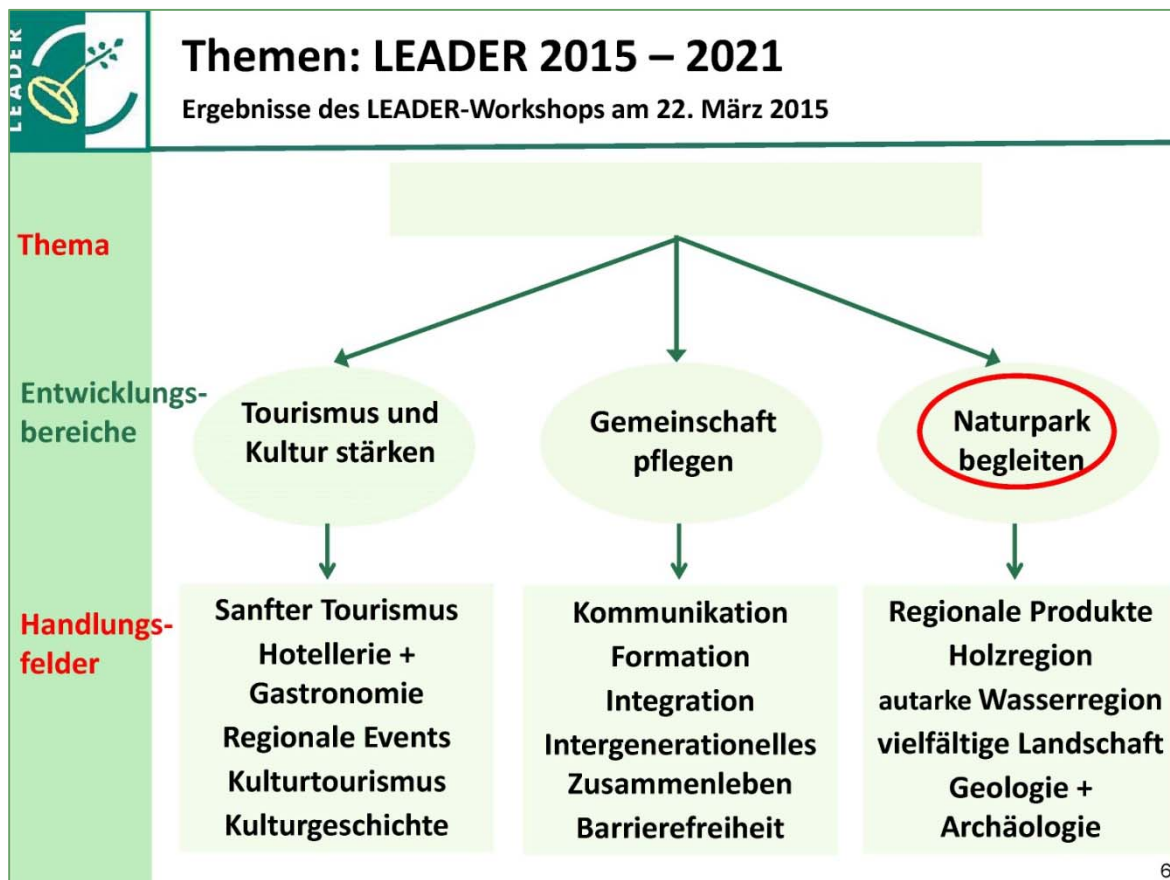 LEADER
Themen: LEADER 2015 – 2021
Ergebnisse des LEADER-Workshops am 22. März 2015
Thema
Entwicklungs-
bereiche
Tourismus und
Kultur stärken
Gemeinschaft
pflegen
Naturpark
begleiten
Handlungs-
felder
Sanfter Tourismus
Hotellerie +
Gastronomie
Regionale Events
Kulturtourismus
Kulturgeschichte
Kommunikation
Formation
Integration
Intergenerationelles
Zusammenleben
Barrierefreiheit
Regionale Produkte
Holzregion
autarke Wasserregion
vielfältige Landschaft
Geologie +
Archäologie
6